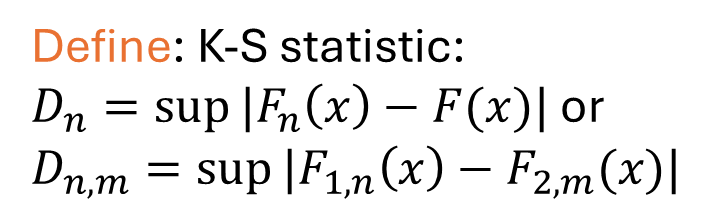 Define: K-S statistic:
Dₙ = sup |Fₙ(x) − F(x)| or
Dₙ,ₘ = sup |F₁,ₙ(x) − F₂,ₘ(x)|